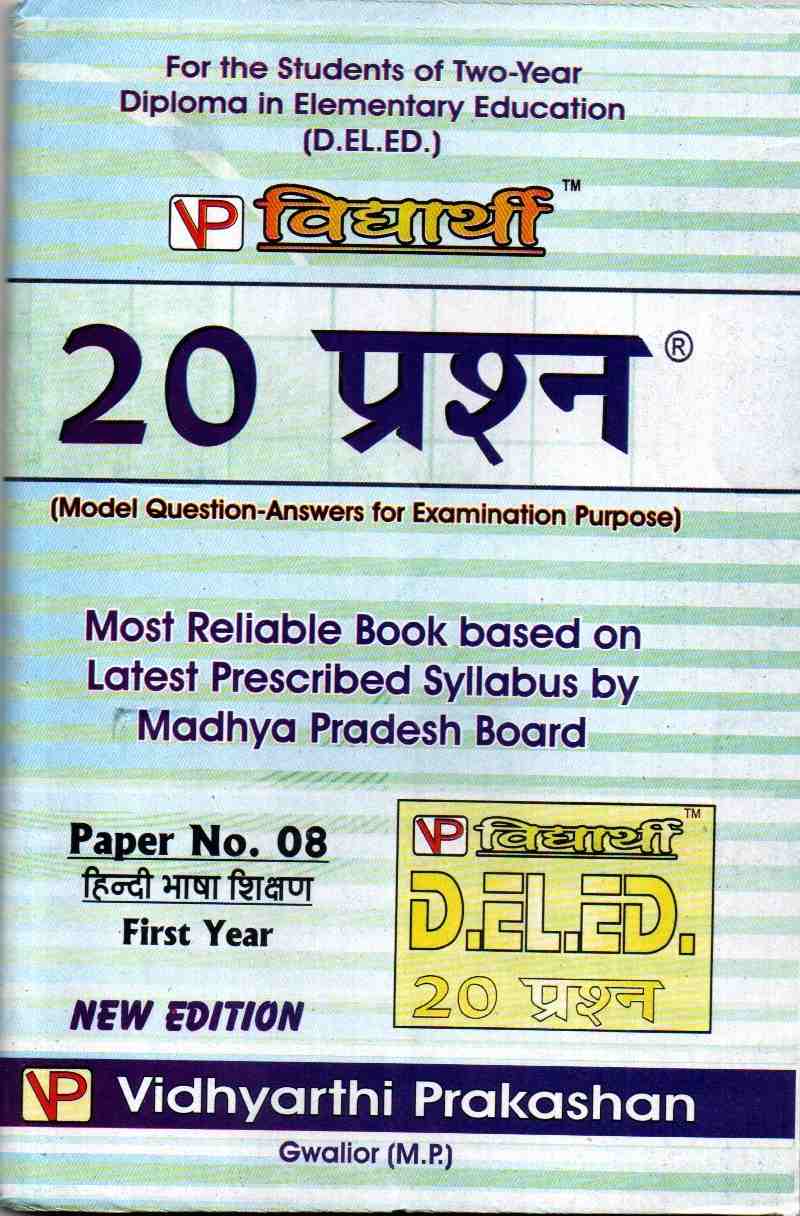 For the Students of Two-Year
Diploma in Elementary Education
(D.EL.ED.)
VP विद्यार्थी TM
20 प्रश्न ®
(Model Question-Answers for Examination Purpose)
Most Reliable Book based on
Latest Prescribed Syllabus by
Madhya Pradesh Board
Paper No. 08
हिन्दी भाषा शिक्षण
First Year
NEW EDITION
VP विद्यार्थी TM
D.EL.ED.
20 प्रश्न
VP Vidhyarthi Prakashan
Gwalior (M.P.)